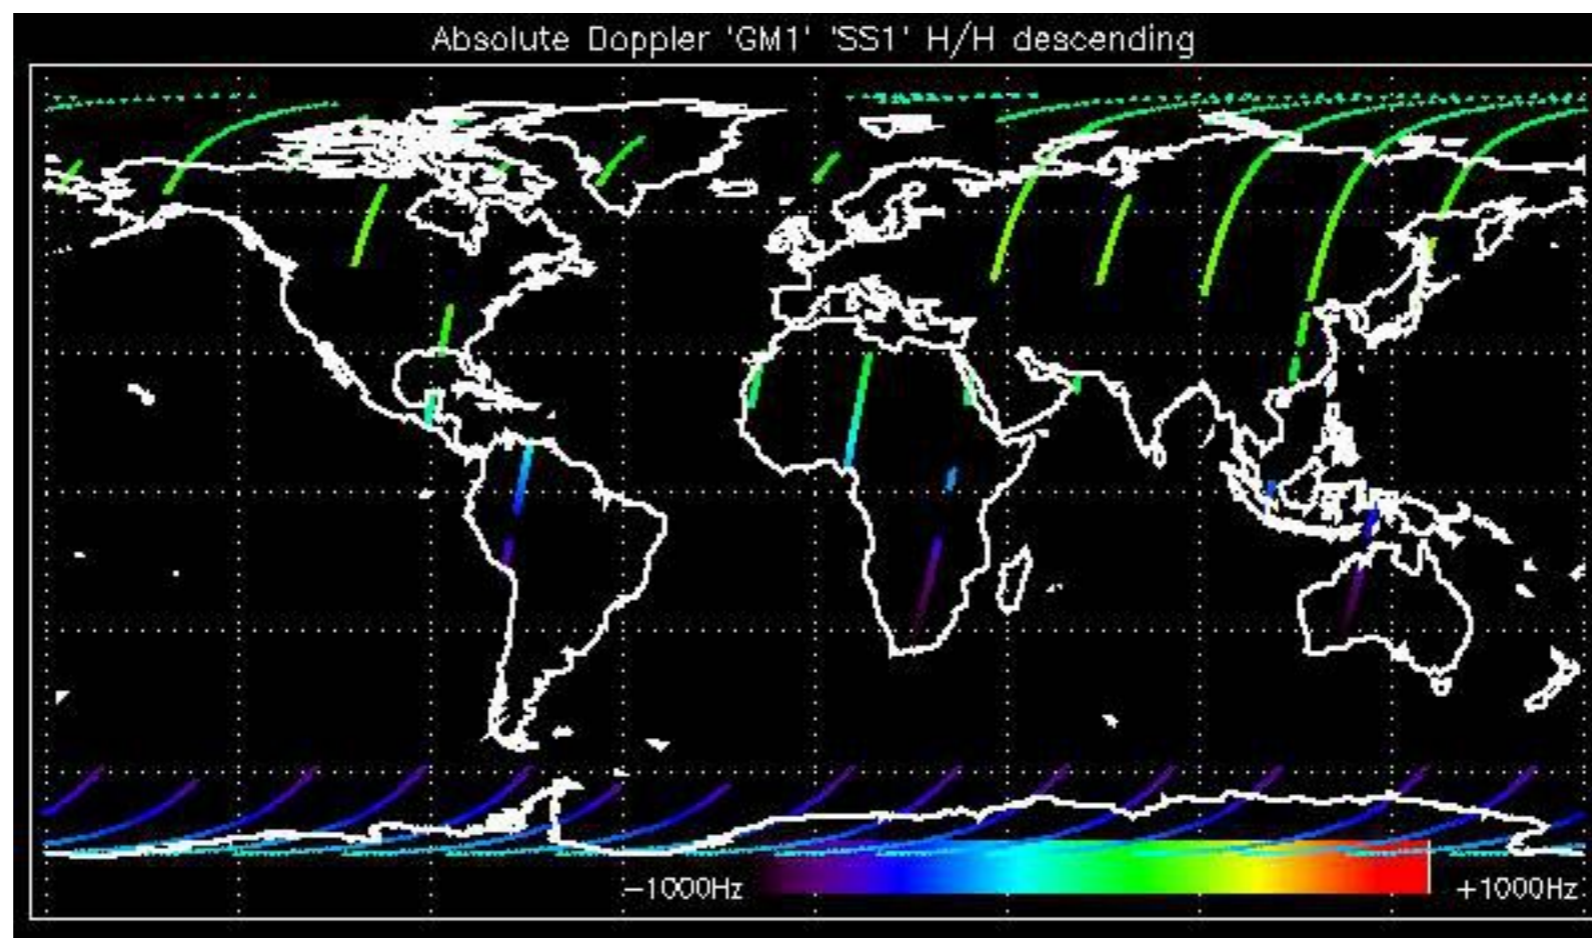 Absolute Doppler 'GM1' 'SS1' H/H descending
−1000Hz
+1000Hz